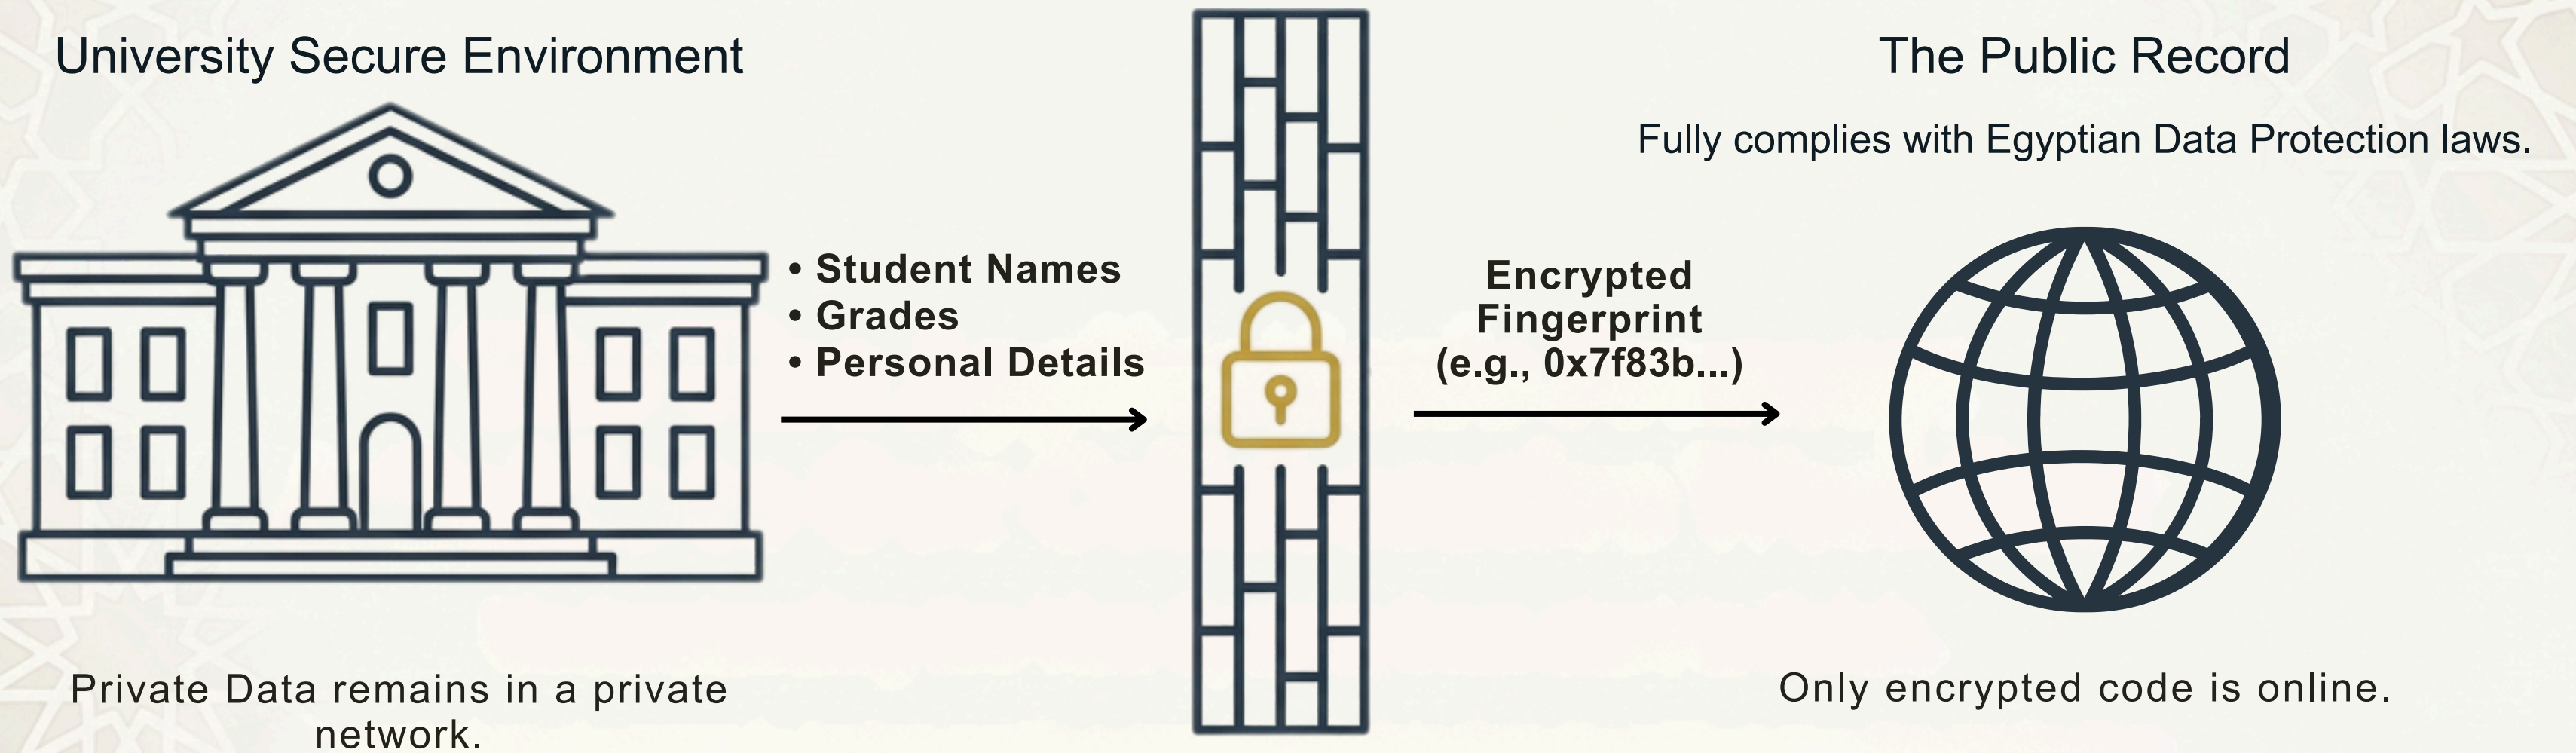 University Secure Environment
• Student Names
• Grades
• Personal Details
Private Data remains in a private
network.
Encrypted
Fingerprint
(e.g., 0x7f83b...)
The Public Record
Fully complies with Egyptian Data Protection laws.
Only encrypted code is online.